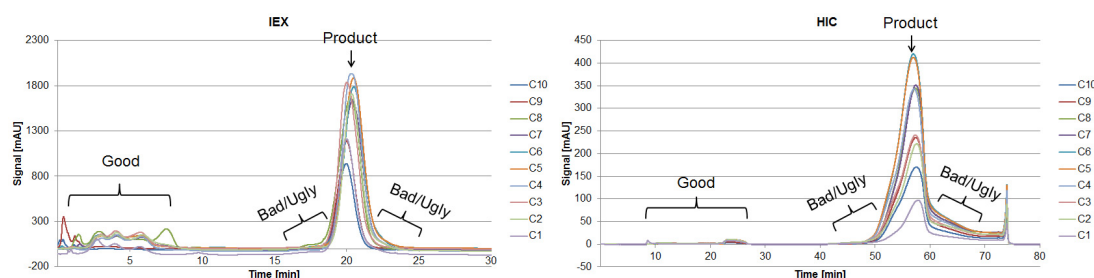 IEX
Product
2300
1800
1300
800
300
-200
Signal [mAU]
Good
Bad/Ugly
Bad/Ugly
5
10
15
20
25
30
Time [min]
C10
C9
C8
C7
C6
C5
C4
C3
C2
C1
HIC
Product
450
400
350
300
250
200
150
100
50
0
-50
Signal [mAU]
Good
Bad/Ugly
Bad/Ugly
10
20
30
40
50
60
70
80
Time [min]
C10
C9
C8
C7
C6
C5
C4
C3
C2
C1